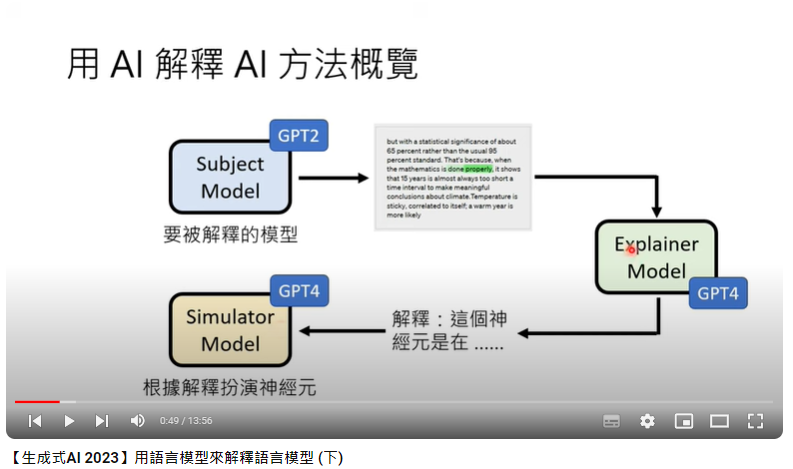 用 AI 解釋 AI 方法概覽
GPT2
Subject
Model
要被解釋的模型
but with a statistical significance of about
65 percent rather than the usual 95
percent standard. That's because, when
the mathematics is done properly, it shows
that 15 years is almost always too short a
time interval to make meaningful
conclusions about climate.Temperature is
sticky, correlated to itself; a warm year is
more likely
Explainer
Model
GPT4
解釋：這個神
經元是在 ......
GPT4
Simulator
Model
根據解釋扮演神經元
0:49 / 13:56
【生成式AI 2023】用語言模型來解釋語言模型 (下)